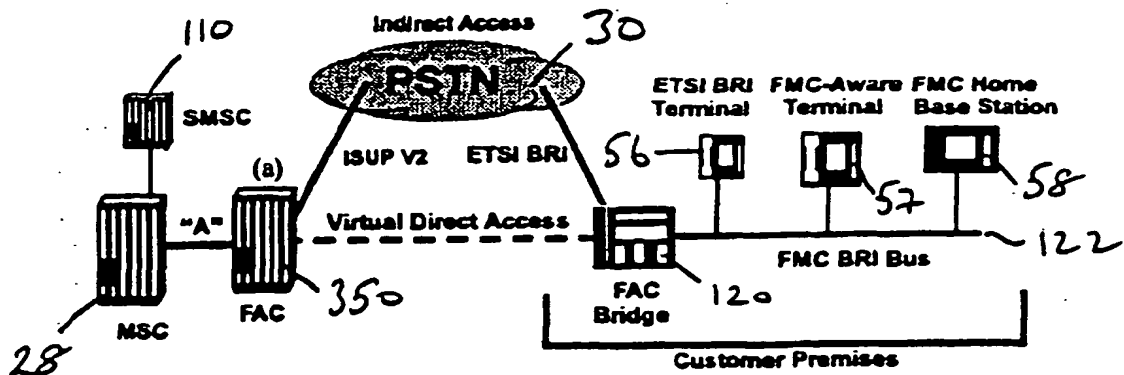 Indirect Access
110
30
PSTN
SMSC
ETSI BRI Terminal
FMC-Aware Terminal
FMC Home Base Station
56
57
58
(a)
ISUP V2
ETSI BRI
"A"
Virtual Direct Access
122
FMC BRI Bus
MSC
FAC
350
FAC Bridge
120
28
Customer Premises